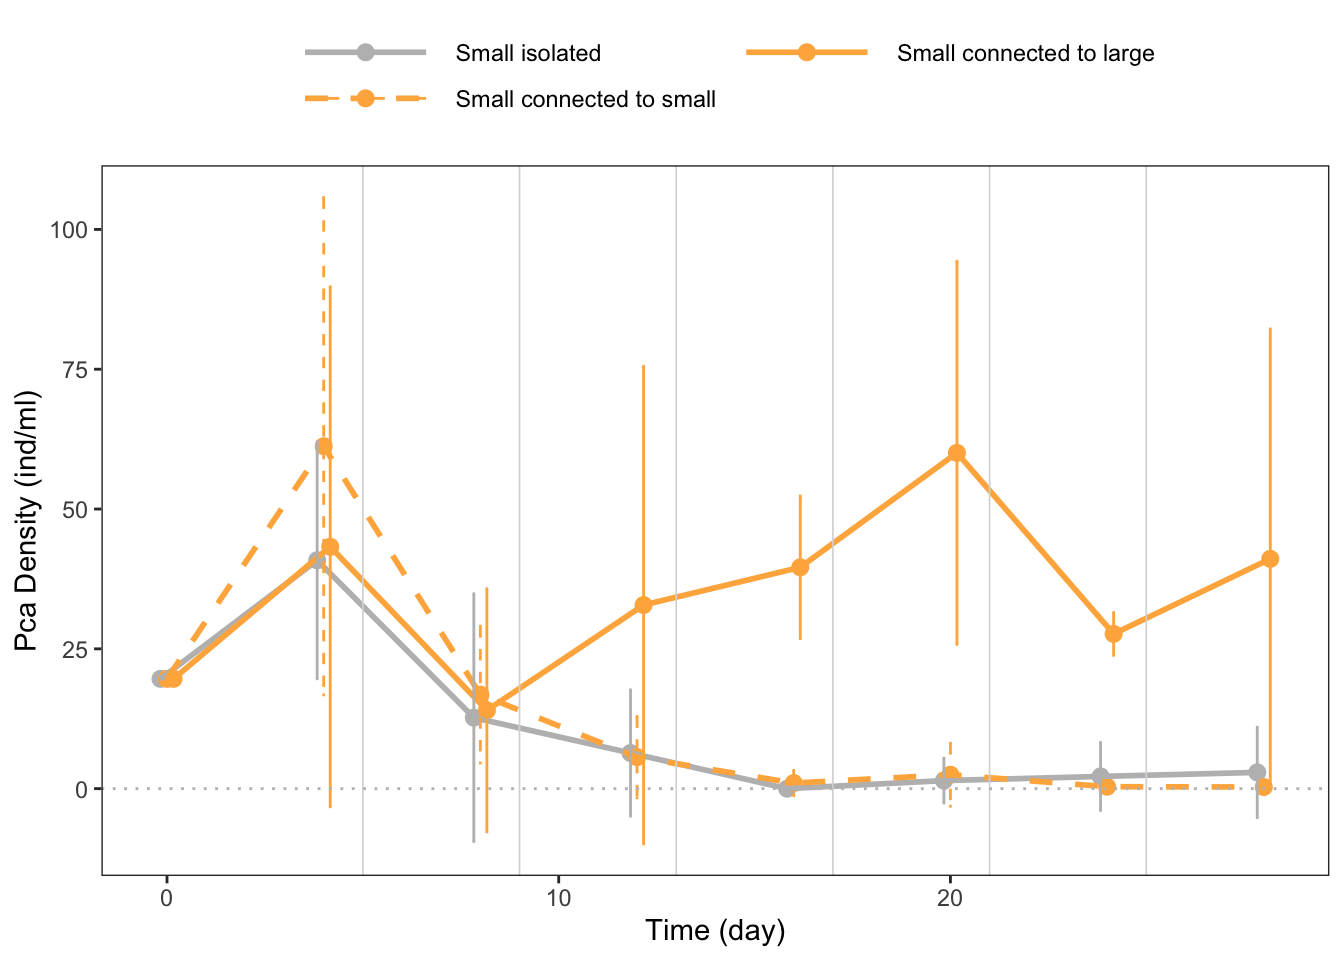 Small isolated
Small connected to large
Small connected to small
100
75
50
25
0
Pca Density (ind/ml)
0
10
20
Time (day)